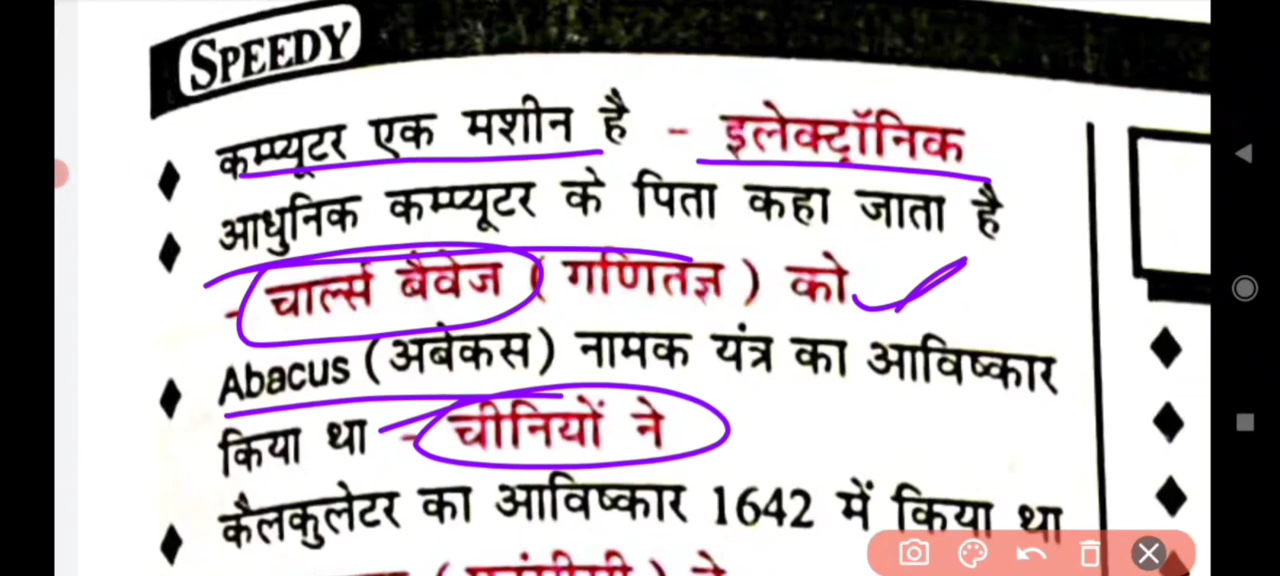 SPEEDY
कम्प्यूटर एक मशीन है - इलेक्ट्रॉनिक
आधुनिक कम्प्यूटर के पिता कहा जाता है
- चार्ल्स बैवेज (गणितज्ञ) को
Abacus (अबेकस) नामक यंत्र का आविष्कार
किया था - चीनियों ने
कैलकुलेटर का आविष्कार 1642 में किया था